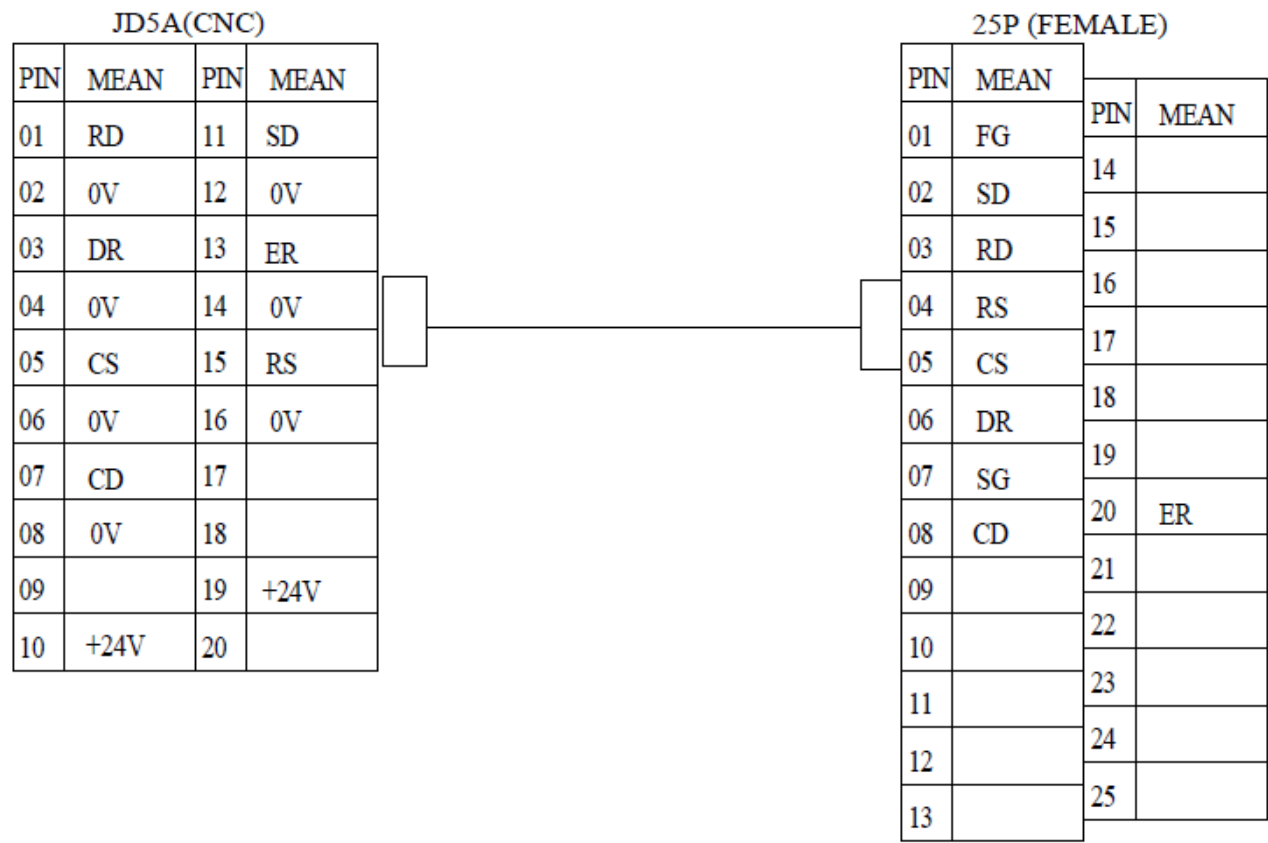 JD5A(CNC)
PIN MEAN PIN MEAN
01 RD 11 SD
02 0V 12 0V
03 DR 13 ER
04 0V 14 0V
05 CS 15 RS
06 0V 16 0V
07 CD 17
08 0V 18
09 19 +24V
10 +24V 20
25P (FEMALE)
PIN MEAN
01 FG
02 SD
03 RD
04 RS
05 CS
06 DR
07 SG
08 CD
09
10
11
12
13
PIN MEAN
14
15
16
17
18
19
20 ER
21
22
23
24
25